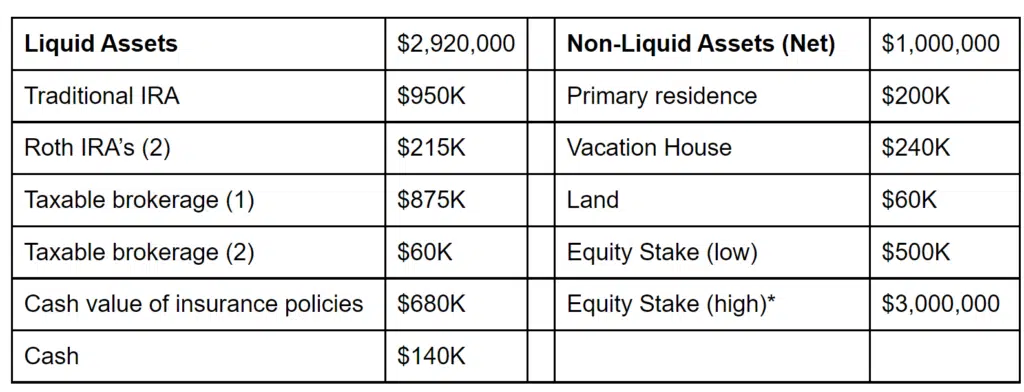 Liquid Assets $2,920,000 Non-Liquid Assets (Net) $1,000,000
Traditional IRA $950K Primary residence $200K
Roth IRA’s (2) $215K Vacation House $240K
Taxable brokerage (1) $875K Land $60K
Taxable brokerage (2) $60K Equity Stake (low) $500K
Cash value of insurance policies $680K Equity Stake (high)* $3,000,000
Cash $140K